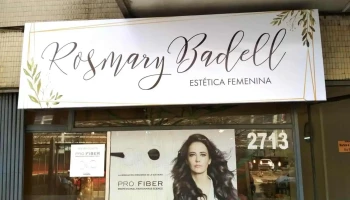 Rosmary Badell
ESTÉTICA FEMENINA
2713
PRO FIBER
PRO FIBER